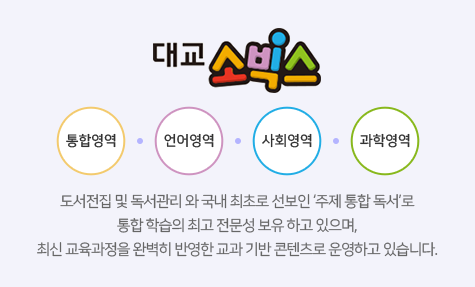 대교 소빅스
통합영역
언어영역
사회영역
과학영역
도서전집 및 독서관리 와 국내 최초로 선보인 ‘주제 통합 독서’로
통합 학습의 최고 전문성 보유 하고 있으며,
최신 교육과정을 완벽히 반영한 교과 기반 콘텐츠로 운영하고 있습니다.